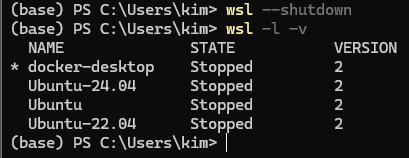 (base) PS C:\Users\kim> wsl --shutdown
(base) PS C:\Users\kim> wsl -l -v
  NAME              STATE           VERSION
* docker-desktop    Stopped         2
  Ubuntu-24.04      Stopped         2
  Ubuntu            Stopped         2
  Ubuntu-22.04      Stopped         2
(base) PS C:\Users\kim>